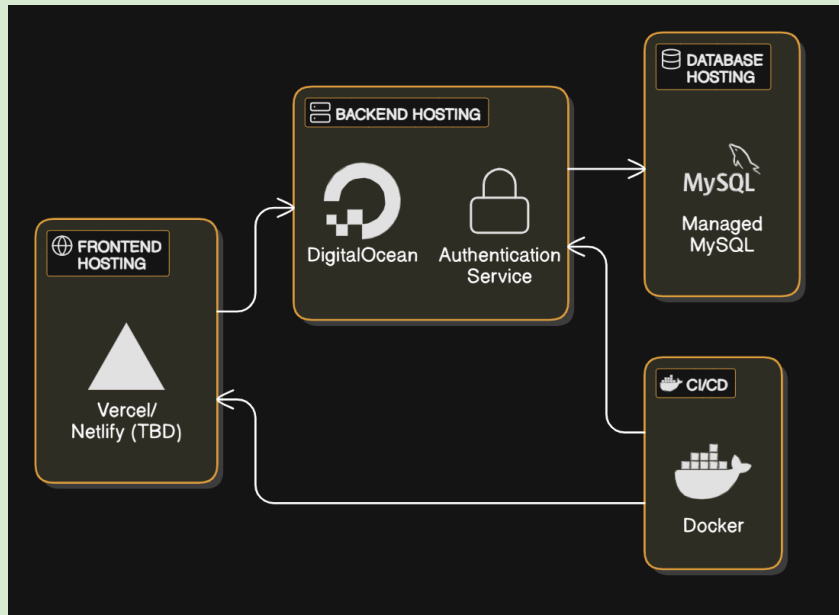 FRONTEND
HOSTING
Vercel/
Netlify (TBD)
BACKEND HOSTING
DigitalOcean
Authentication
Service
DATABASE
HOSTING
MySQL
Managed
MySQL
CI/CD
Docker